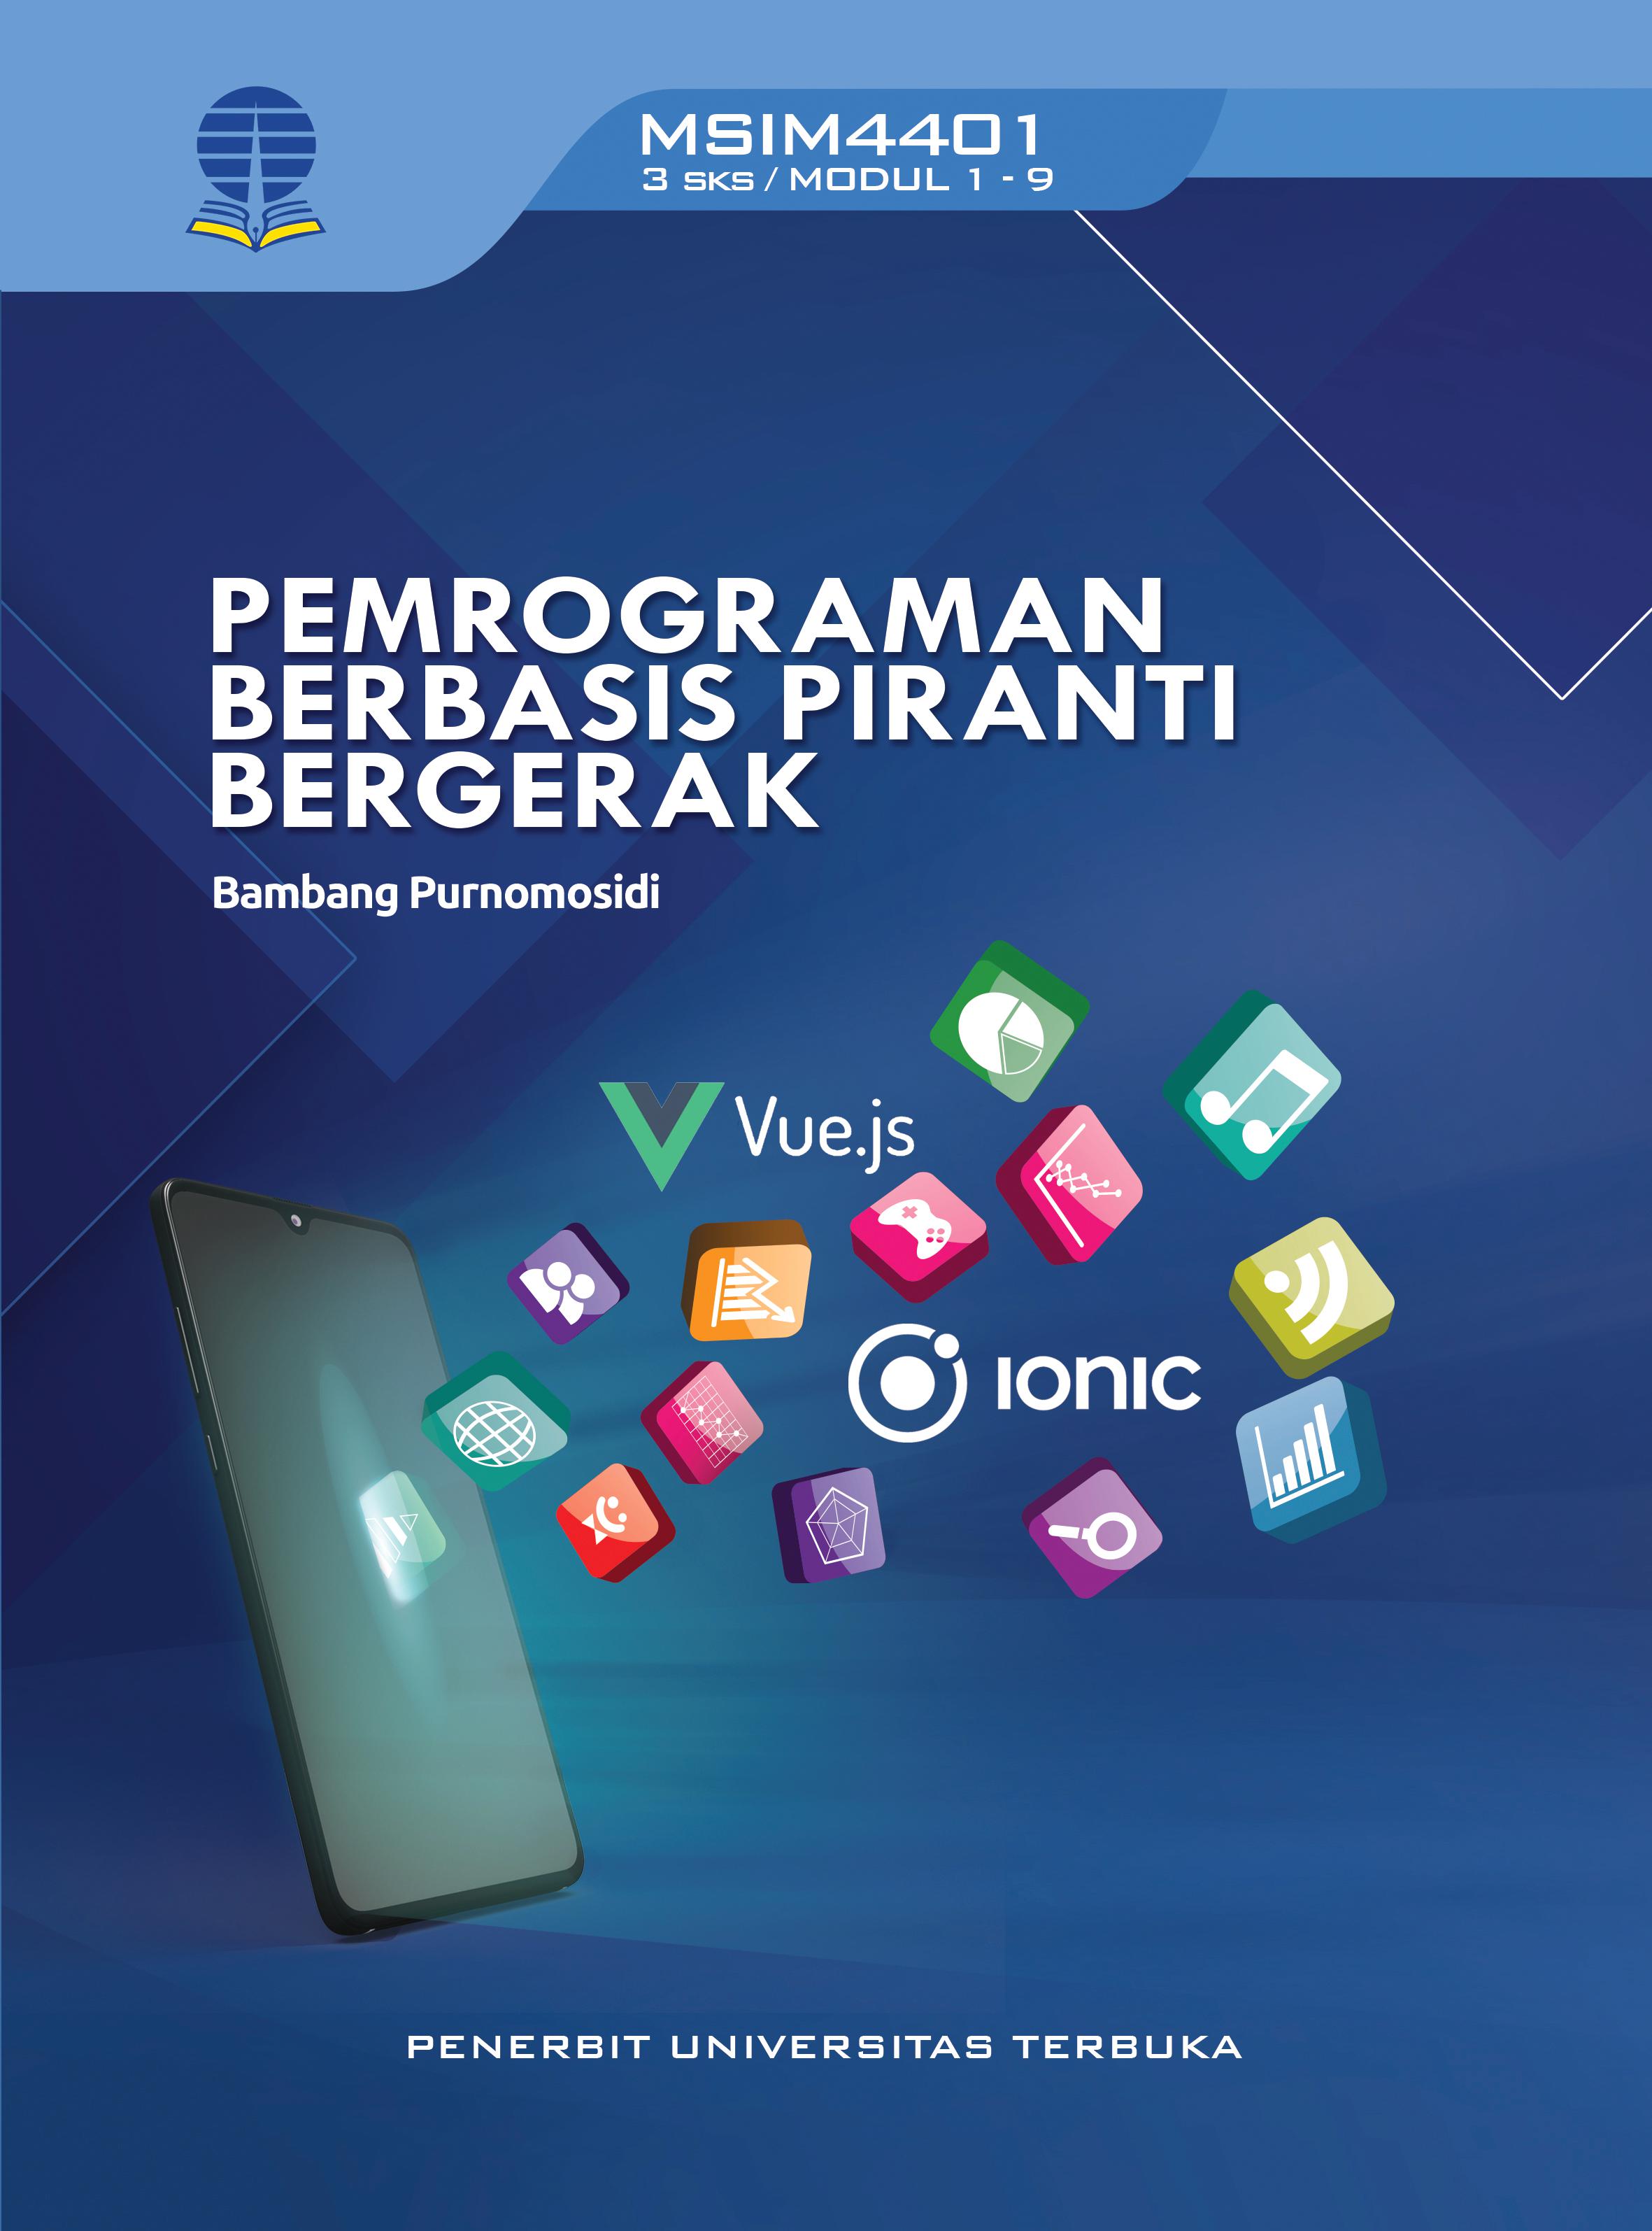 MSIM4401
3 SKS / MODUL 1 - 9
PEMROGRAMAN
BERBASIS PIRANTI
BERGERAK
Bambang Purnomosidi
Vue.js
IONIC
PENERBIT UNIVERSITAS TERBUKA